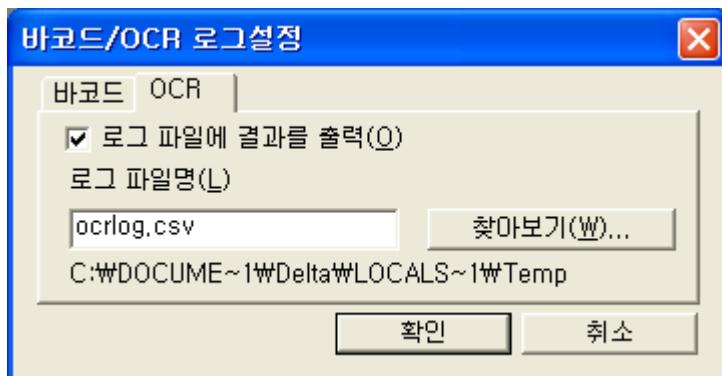 바코드/OCR 로그설정
바코드 OCR
로그 파일에 결과를 출력(O)
로그 파일명(L)
ocrlog.csv 찾아보기(W)...
C:₩DOCUME~1₩Delta₩LOCALS~1₩Temp
확인 취소